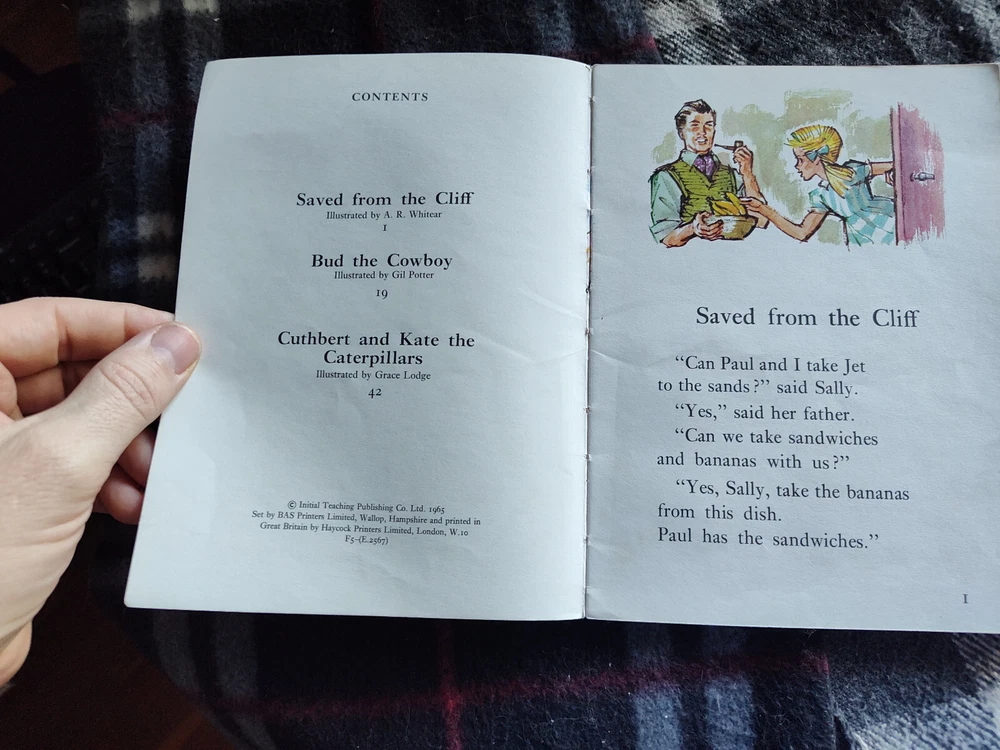 CONTENTS
Saved from the Cliff
Illustrated by A. R. Whitear
1
Bud the Cowboy
Illustrated by Gil Potter
19
Cuthbert and Kate the
Caterpillars
Illustrated by Grace Lodge
42
© Initial Teaching Publishing Co. Ltd. 1965
Set by BAS Printers Limited, Wallop, Hampshire and printed in
Great Britain by Haycock Printers Limited, London, W.10
F5-(E.2567)
Saved from the Cliff
“Can Paul and I take Jet
to the sands?” said Sally.
“Yes,” said her father.
“Can we take sandwiches
and bananas with us?”
“Yes, Sally, take the bananas
from this dish.
Paul has the sandwiches.”
1